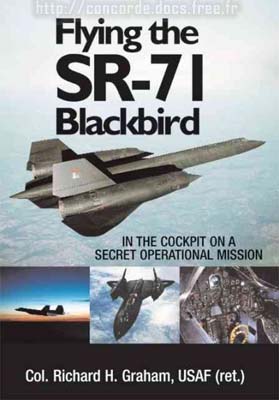 http://concorde.docs.free.fr
Flying the
SR-71
Blackbird
IN THE COCKPIT ON A
SECRET OPERATIONAL MISSION
Col. Richard H. Graham, USAF (ret.)